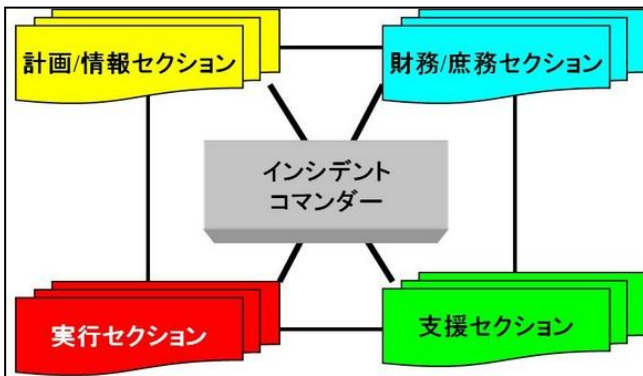 計画/情報セクション
財務/庶務セクション
インシデント
コマンダー
実行セクション
支援セクション